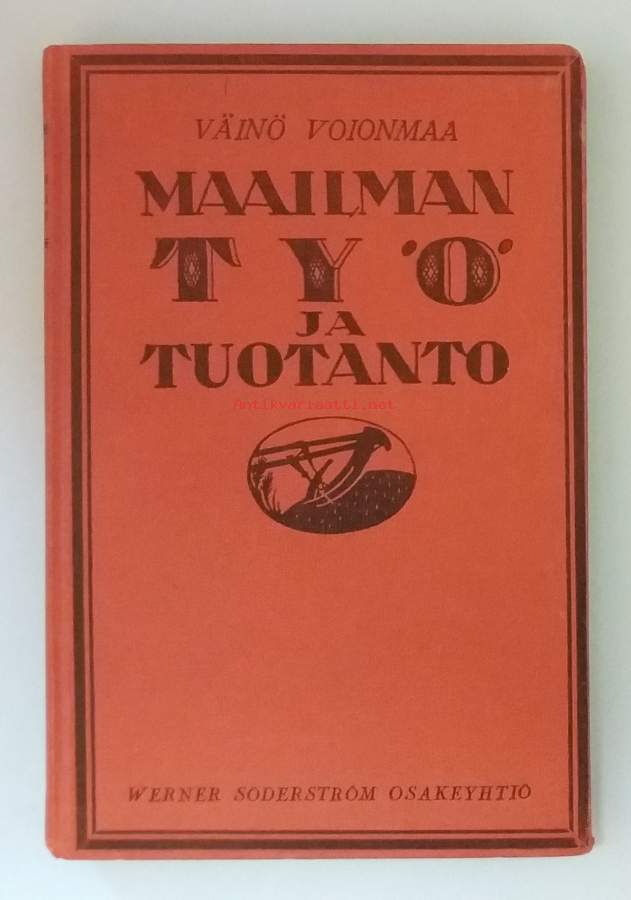 VÄINÖ VOIONMAA
MAAILMAN
TYÖ
JA
TUOTANTO
Antikvariaatti.net
WERNER SÖDERSTRÖM OSAKEYHTIÖ